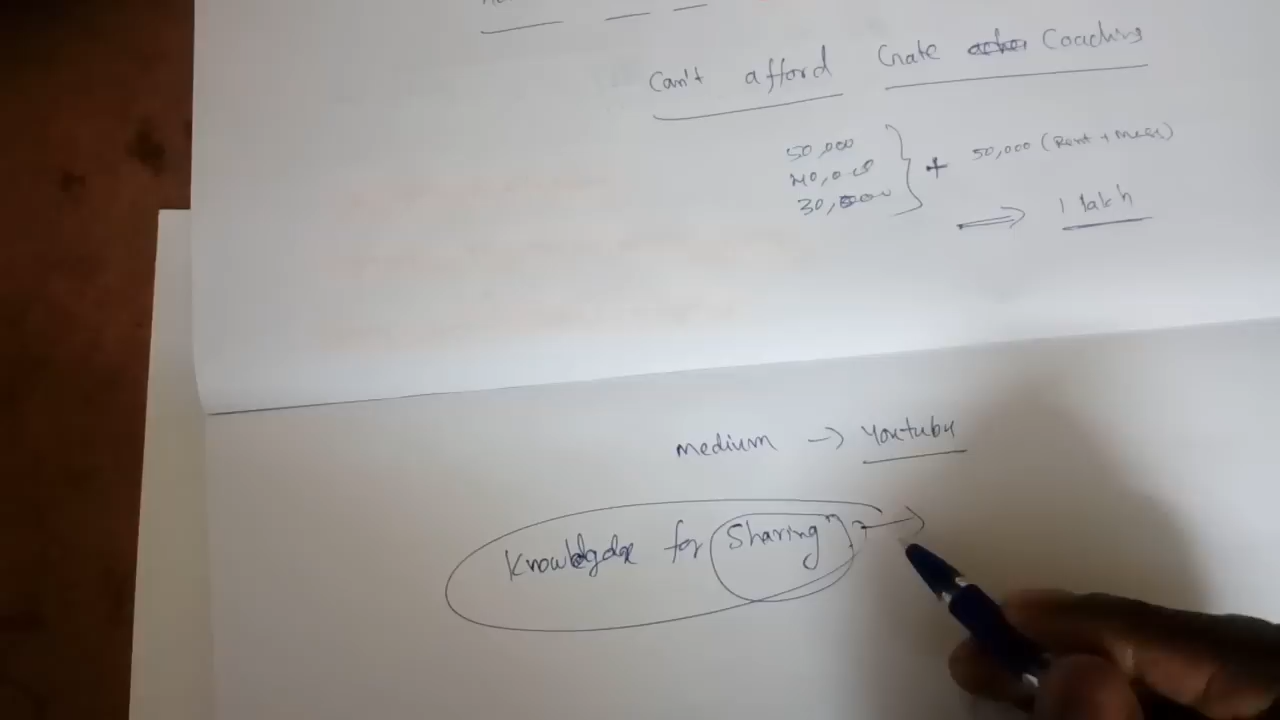 Can't afford Gate Coaching
50,000
40,000
30,000
+ 50,000 (Rent + Mess)
⟹ 1 lakh
medium → Youtube
Knowledge for Sharing" →